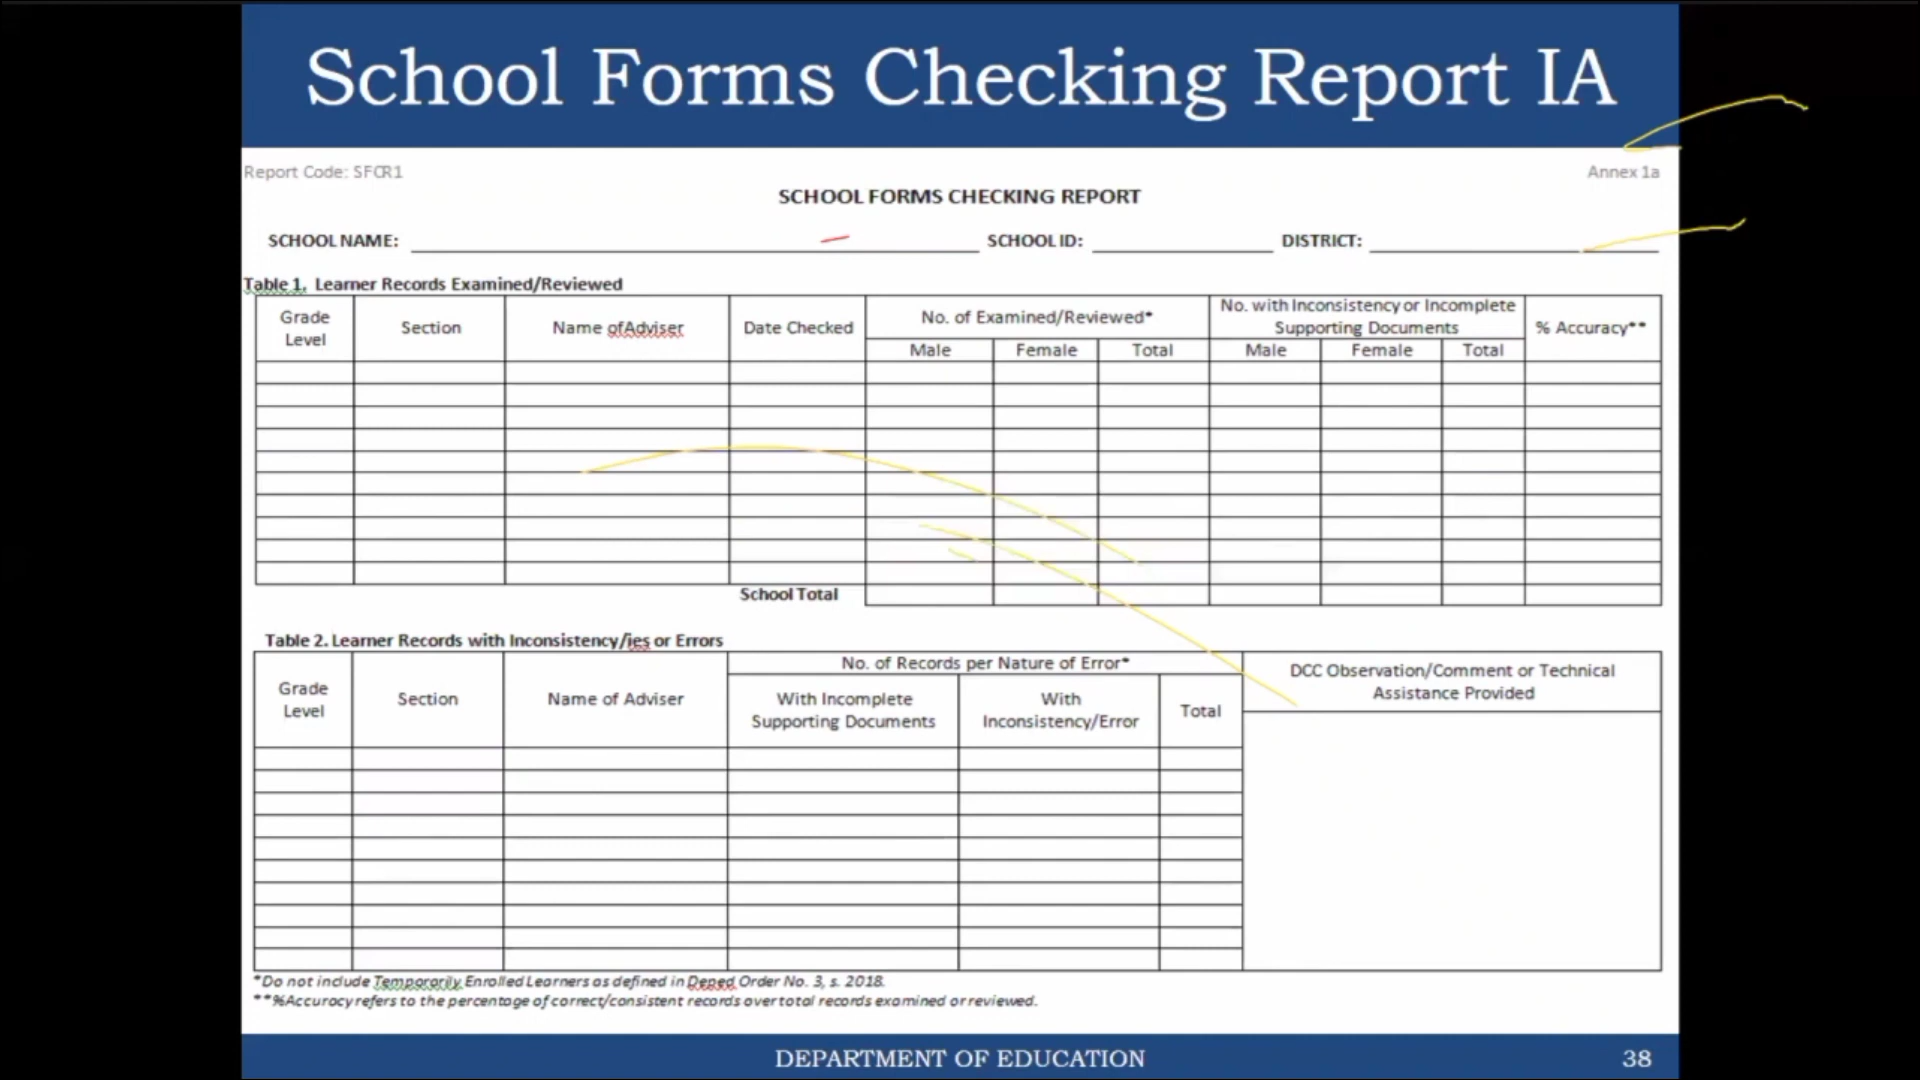 School Forms Checking Report IA
Report Code: SFCR1
Annex 1a
SCHOOL FORMS CHECKING REPORT
SCHOOL NAME: SCHOOL ID: DISTRICT:
Table 1. Learner Records Examined/Reviewed
Grade Level
Section
Name ofAdviser
Date Checked
No. of Examined/Reviewed*
No. with Inconsistency or Incomplete
Supporting Documents
% Accuracy**
Male Female Total Male Female Total
School Total
Table 2. Learner Records with Inconsistency/ies or Errors
Grade Level
Section
Name of Adviser
No. of Records per Nature of Error*
With Incomplete
Supporting Documents
With
Inconsistency/Error
Total
DCC Observation/Comment or Technical
Assistance Provided
*Do not include Temporarily Enrolled Learners as defined in Deped Order No. 3, s. 2018.
**%Accuracy refers to the percentage of correct/consistent records over total records examined or reviewed.
DEPARTMENT OF EDUCATION
38